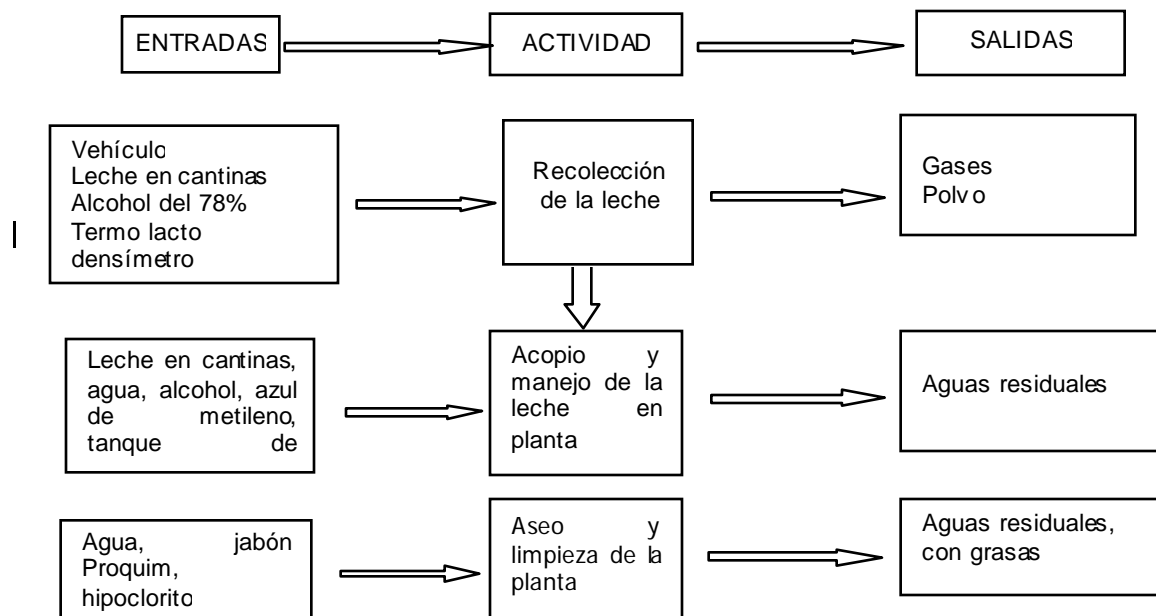 ENTRADAS
ACTIVIDAD
SALIDAS
Vehículo
Leche en cantinas
Alcohol del 78%
Termo lacto
densímetro
Recolección
de la leche
Gases
Polvo
Leche en cantinas,
agua, alcohol, azul
de metileno,
tanque de
Acopio y
manejo de la
leche en
planta
Aguas residuales
Agua, jabón
Proquim,
hipoclorito
Aseo y
limpieza de la
planta
Aguas residuales,
con grasas